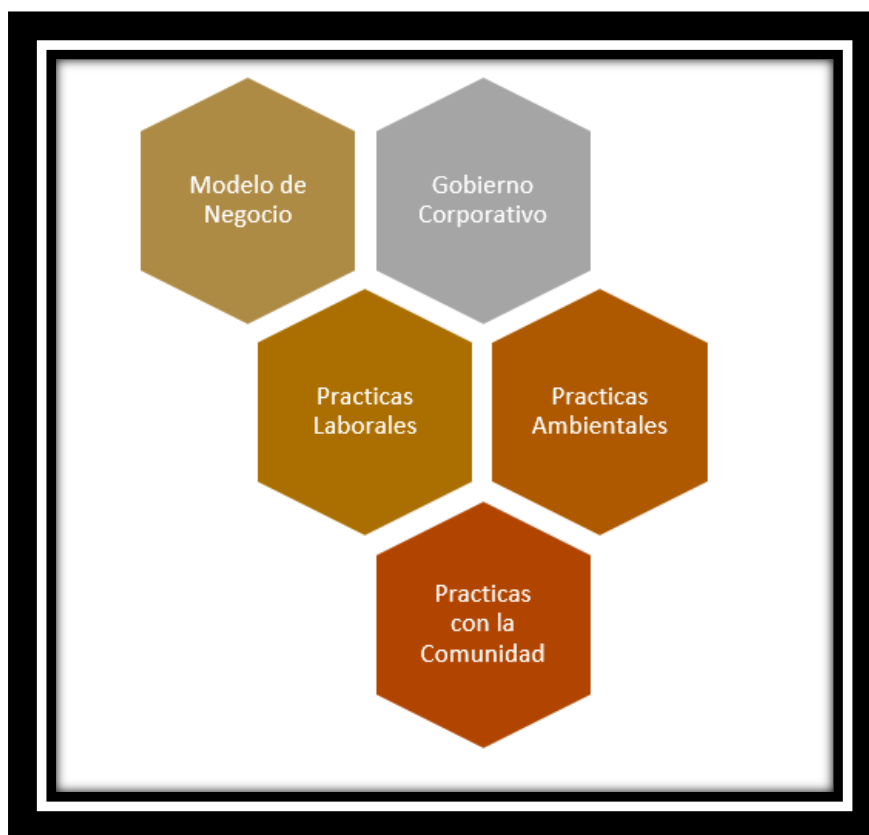 Modelo de
Negocio
Gobierno
Corporativo
Practicas
Laborales
Practicas
Ambientales
Practicas
con la
Comunidad